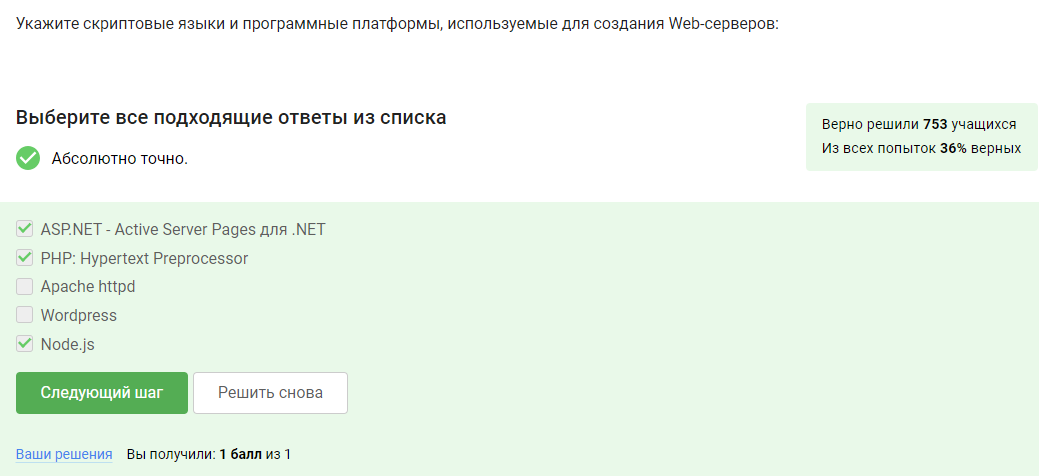 Укажите скриптовые языки и программные платформы, используемые для создания Web-серверов:
Выберите все подходящие ответы из списка
Абсолютно точно.
Верно решили 753 учащихся
Из всех попыток 36% верных
ASP.NET - Active Server Pages для .NET
PHP: Hypertext Preprocessor
Apache httpd
Wordpress
Node.js
Следующий шаг
Решить снова
Ваши решения Вы получили: 1 балл из 1